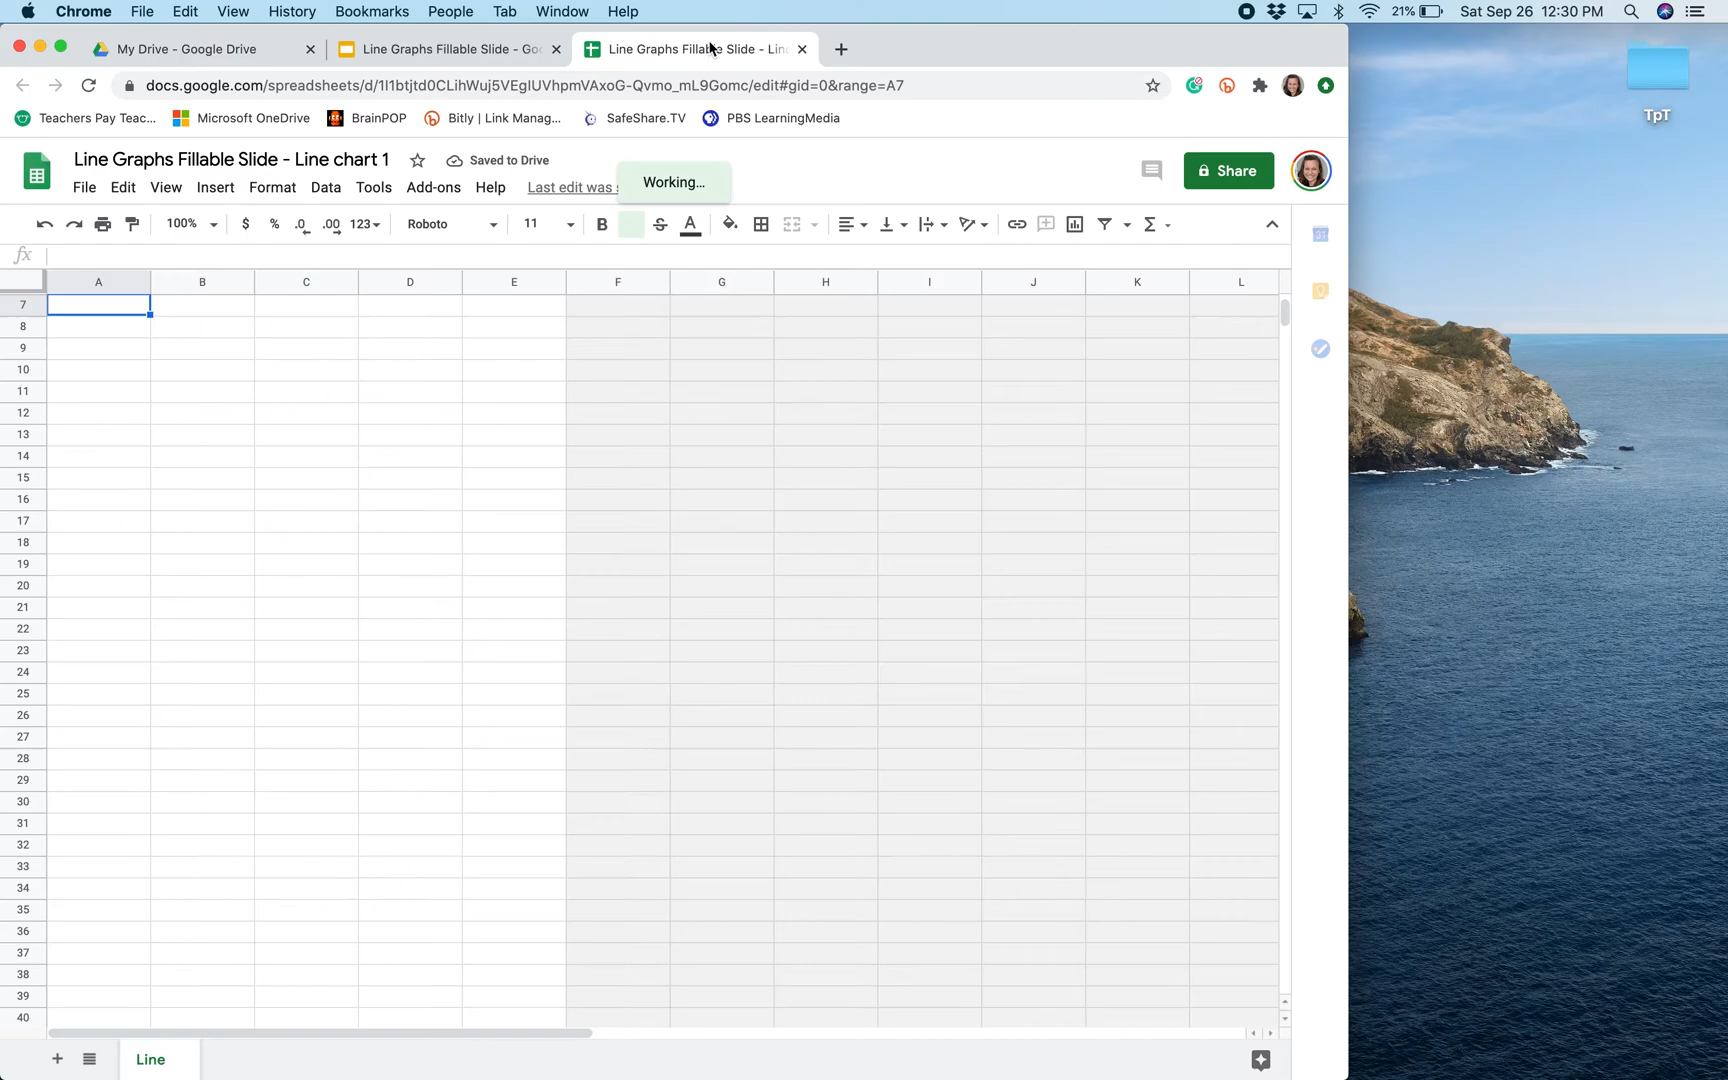 Chrome File Edit View History Bookmarks People Tab Window Help 21% Sat Sep 26 12:30 PM
My Drive - Google Drive Line Graphs Fillable Slide - Goo Line Graphs Fillable Slide - Lin
docs.google.com/spreadsheets/d/1I1btjtd0CLihWuj5VEgIUVhpmVAxoG-Qvmo_mL9Gomc/edit#gid=0&range=A7
Teachers Pay Teac... Microsoft OneDrive BrainPOP Bitly | Link Manag... SafeShare.TV PBS LearningMedia
TpT
Line Graphs Fillable Slide - Line chart 1 Saved to Drive
Working...
Share
File Edit View Insert Format Data Tools Add-ons Help Last edit was
100% $ % .0 .00 123 Roboto 11 B S A Σ
fx
A B C D E F G H I J K L
7
8
9
10
11
12
13
14
15
16
17
18
19
20
21
22
23
24
25
26
27
28
29
30
31
32
33
34
35
36
37
38
39
40
Line